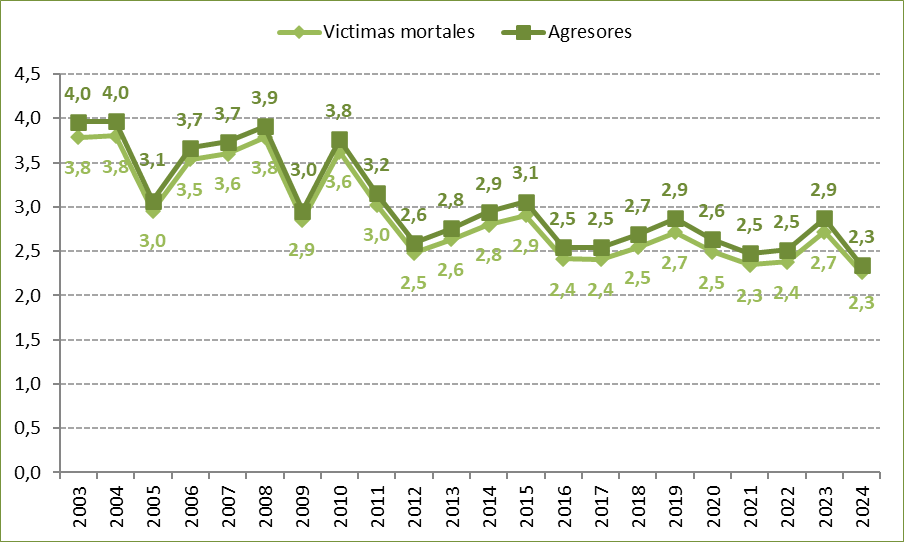 Victimas mortales Agresores
4,5
4,0
3,5
3,0
2,5
2,0
1,5
1,0
0,5
0,0
4,0 4,0 3,1 3,7 3,7 3,9 3,0 3,8 3,2 2,6 2,8 2,9 3,1 2,5 2,5 2,7 2,9 2,6 2,5 2,5 2,9 2,3
3,8 3,8 3,0 3,5 3,6 3,8 2,9 3,6 3,0 2,5 2,6 2,8 2,9 2,4 2,4 2,5 2,7 2,5 2,3 2,4 2,7 2,3
2003 2004 2005 2006 2007 2008 2009 2010 2011 2012 2013 2014 2015 2016 2017 2018 2019 2020 2021 2022 2023 2024